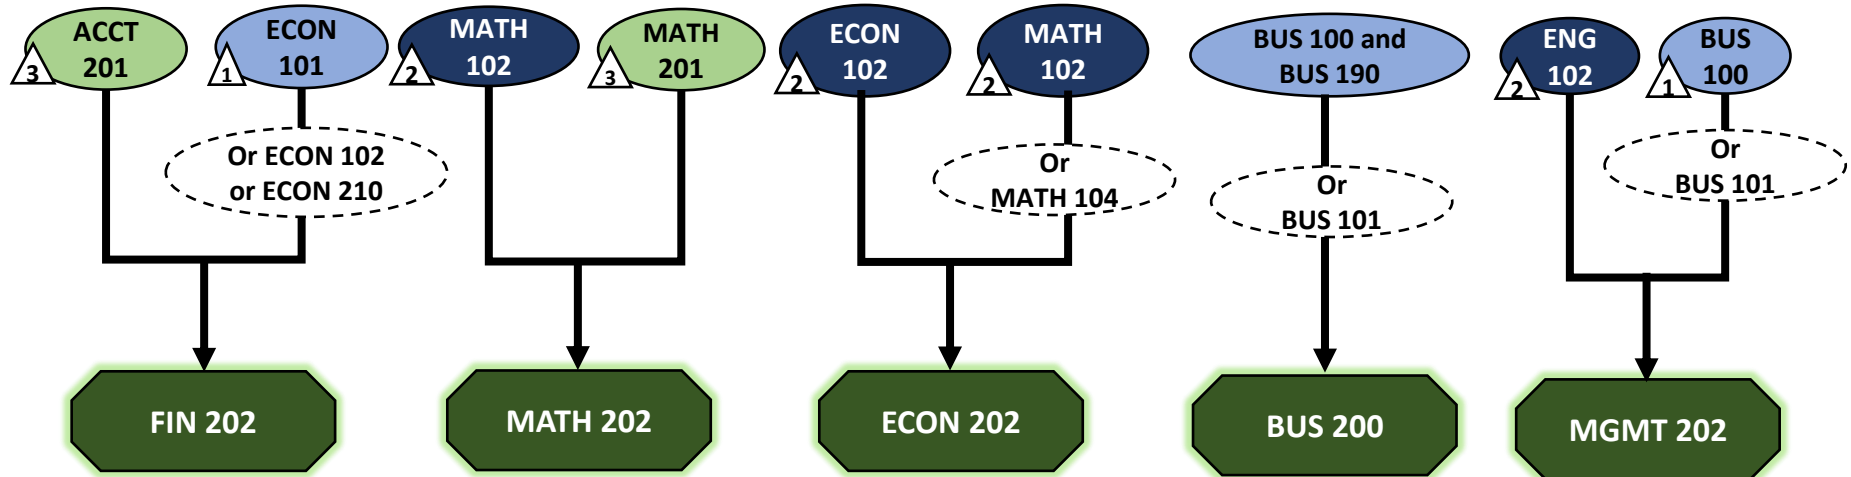 ACCT
201
3
ECON
101
1
Or ECON 102
or ECON 210
FIN 202
MATH
102
2
MATH
201
3
MATH 202
ECON
102
2
MATH
102
2
Or
MATH 104
ECON 202
BUS 100 and
BUS 190
Or
BUS 101
BUS 200
ENG
102
2
BUS
100
1
Or
BUS 101
MGMT 202